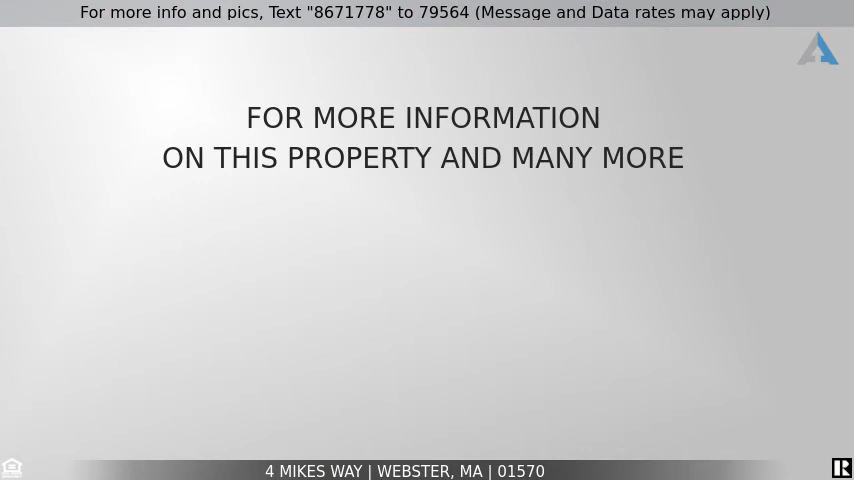 For more info and pics, Text "8671778" to 79564 (Message and Data rates may apply)
FOR MORE INFORMATION
ON THIS PROPERTY AND MANY MORE
4 MIKES WAY | WEBSTER, MA | 01570